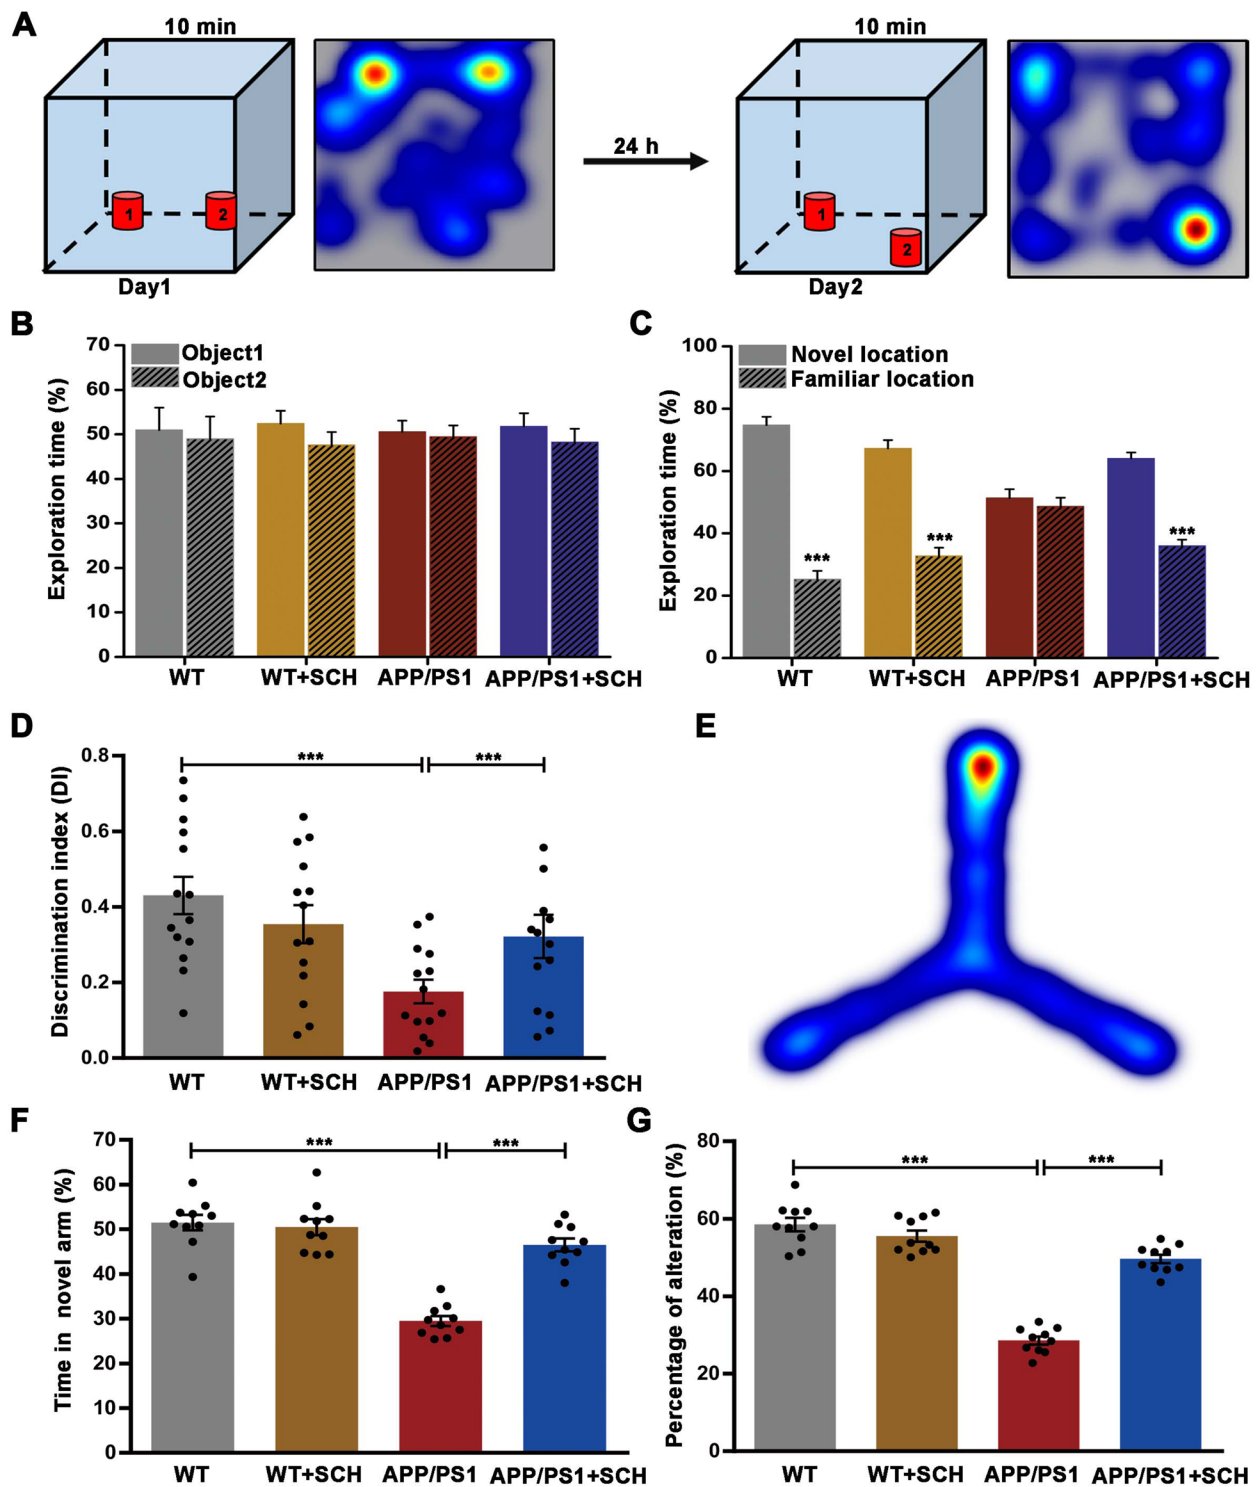 A
10 min
10 min
1
2
24 h
1
2
Day1
Day2
B
70
60
50
40
30
20
10
0
Exploration time (%)
Object1
Object2
WT
WT+SCH
APP/PS1
APP/PS1+SCH
C
100
80
60
40
20
0
Exploration time (%)
Novel location
Familiar location
***
***
***
WT
WT+SCH
APP/PS1
APP/PS1+SCH
D
0.8
0.6
0.4
0.2
0.0
Discrimination index (DI)
***
***
WT
WT+SCH
APP/PS1
APP/PS1+SCH
E
F
70
60
50
40
30
20
10
0
Time in novel arm (%)
***
***
WT
WT+SCH
APP/PS1
APP/PS1+SCH
G
80
60
40
20
0
Percentage of alteration (%)
***
***
WT
WT+SCH
APP/PS1
APP/PS1+SCH